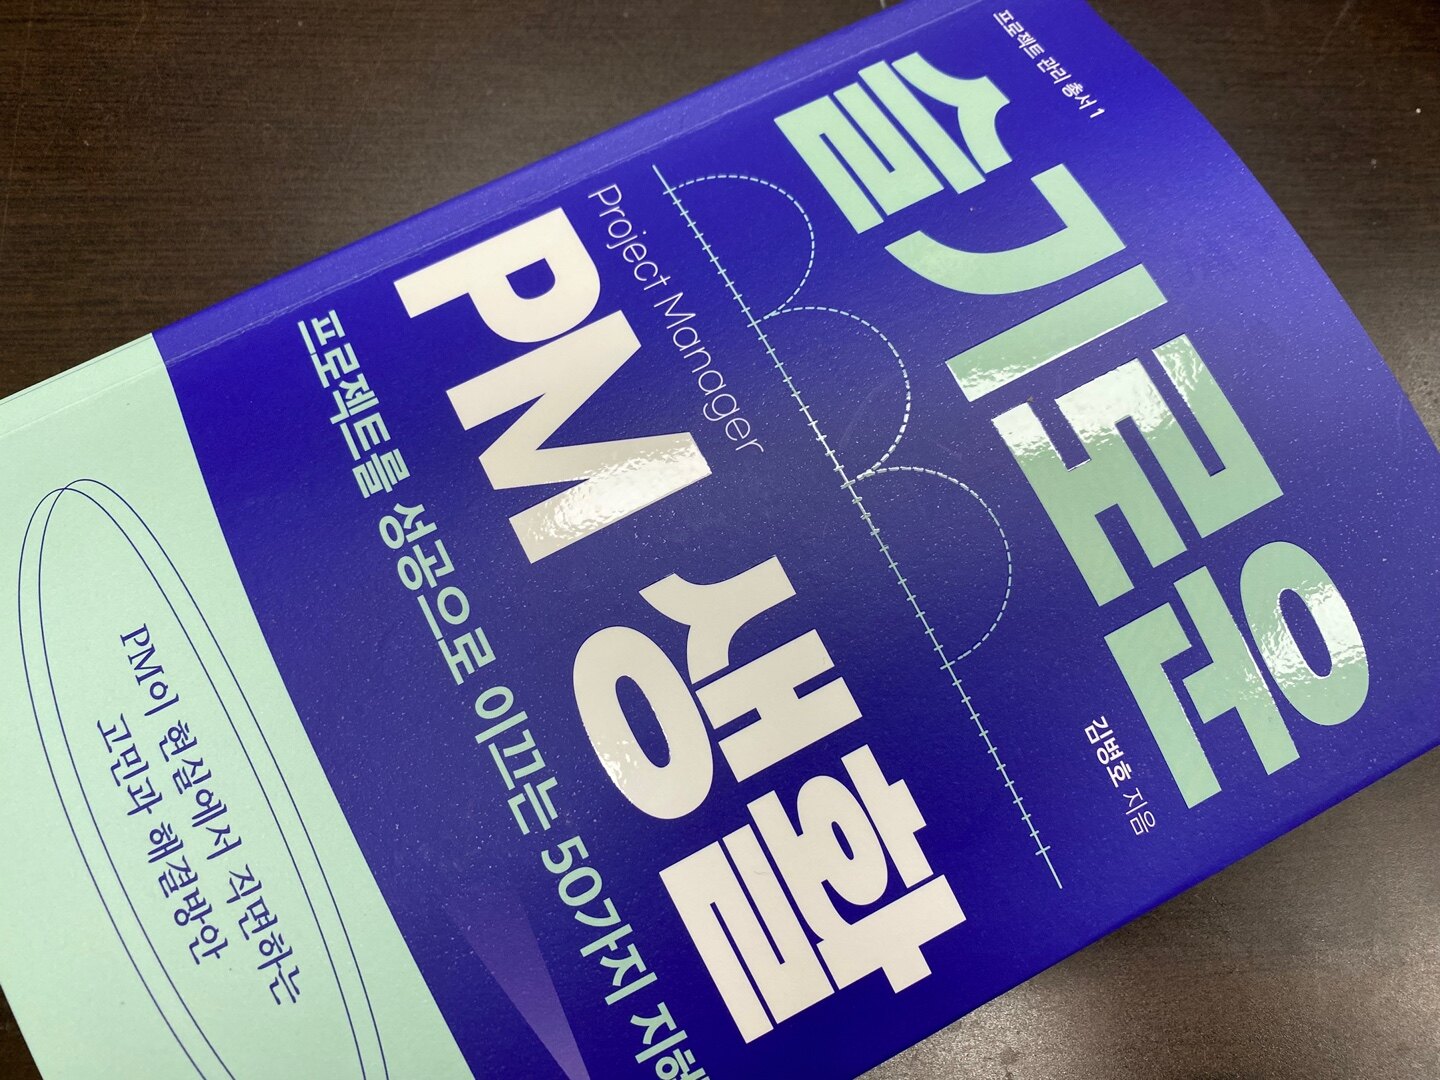 프로젝트 관리 총서 1
슬기로운
김병호 지음
Project Manager
PM 생활
프로젝트를 성공으로 이끄는 50가지
PM이 현실에서 직면하는
고민과 해결방안